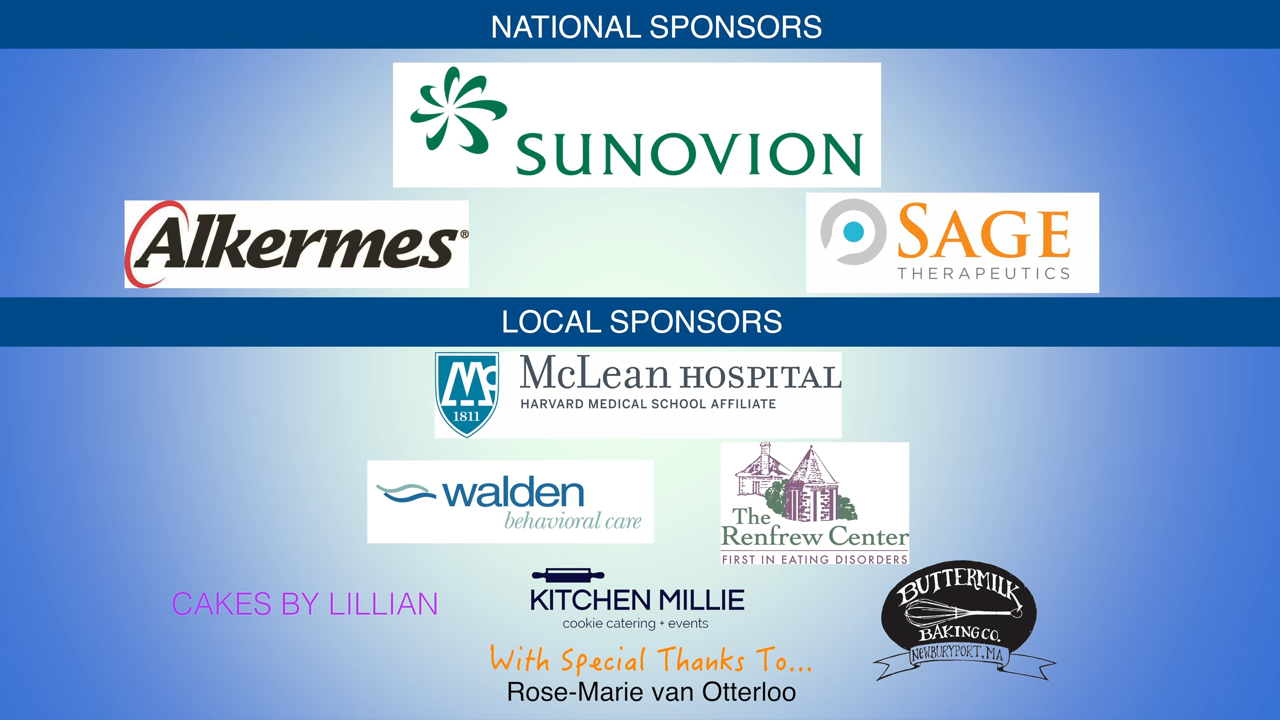 NATIONAL SPONSORS
SUNOVION
Alkermes®
SAGE
THERAPEUTICS
LOCAL SPONSORS
McLean HOSPITAL
HARVARD MEDICAL SCHOOL AFFILIATE
Mc
1811
walden
behavioral care
The
Renfrew Center
FIRST IN EATING DISORDERS
CAKES BY LILLIAN
KITCHEN MILLIE
cookie catering + events
BUTTERMILK
BAKING CO.
NEWBURYPORT, MA
With Special Thanks To...
Rose-Marie van Otterloo